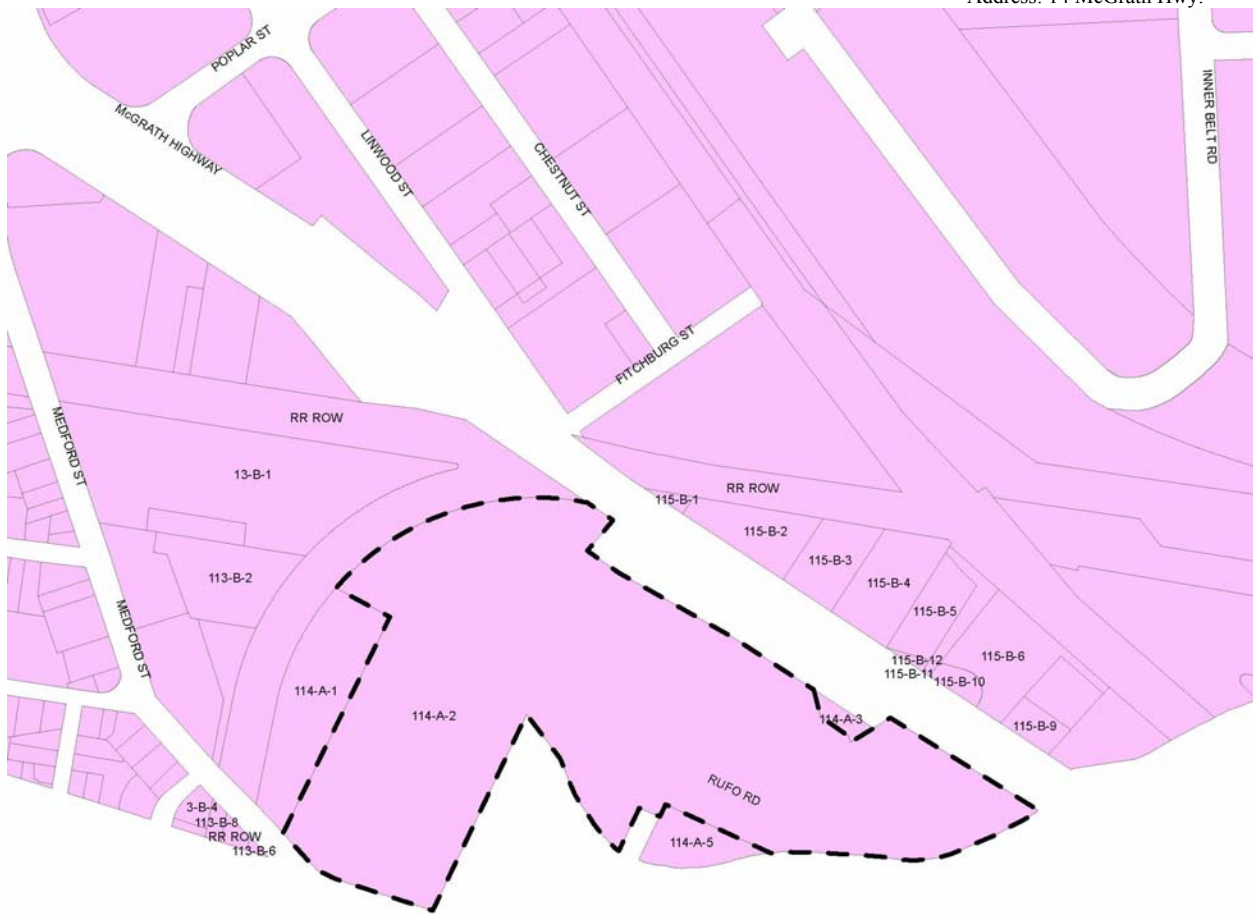 Address: 14 McGrath Hwy.
POPLAR ST
McGRATH HIGHWAY
LINWOOD ST
CHESTNUT ST
INNER BELT RD
FITCHBURG ST
MEDFORD ST
RR ROW
13-B-1
RR ROW
115-B-1
115-B-2
115-B-3
115-B-4
115-B-5
113-B-2
MEDFORD ST
115-B-12
115-B-11
115-B-6
115-B-10
114-A-1
114-A-2
114-A-3
115-B-9
RUFO RD
3-B-4
113-B-8
RR ROW
113-B-6
114-A-5